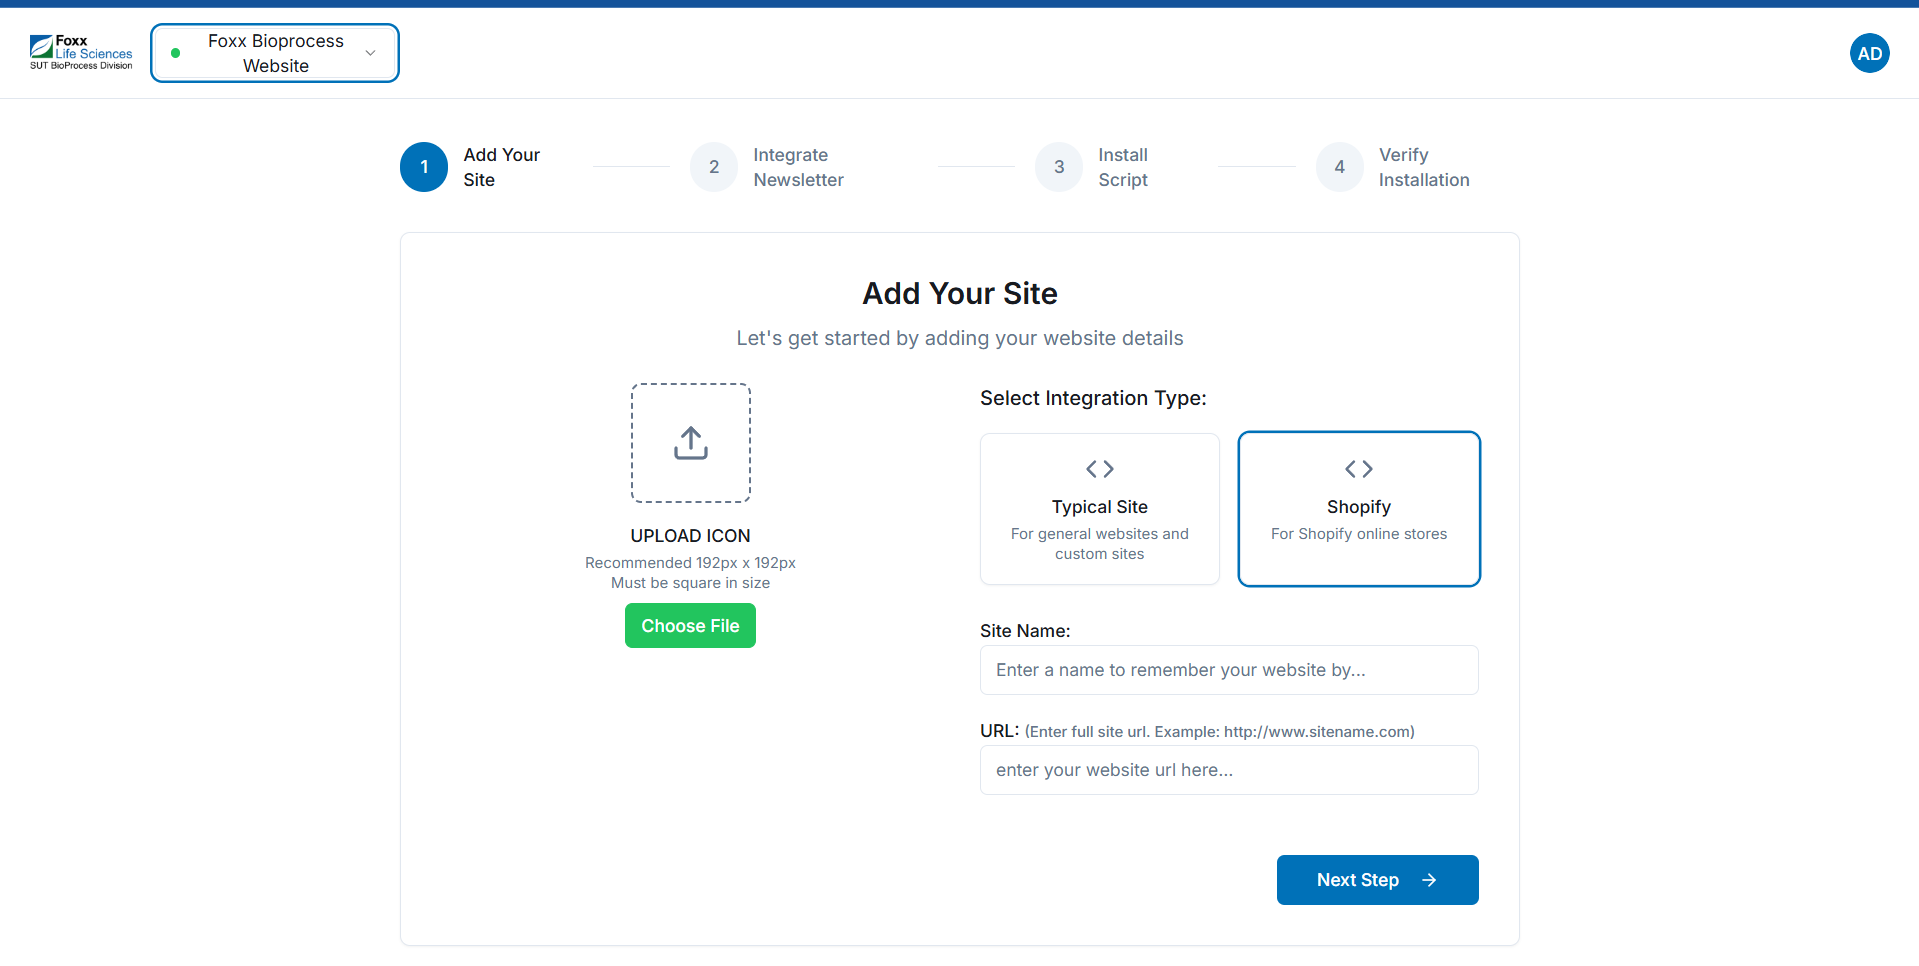 Foxx
Life Sciences
SUT BioProcess Division
Foxx Bioprocess
Website
AD
1
Add Your
Site
2
Integrate
Newsletter
3
Install
Script
4
Verify
Installation
Add Your Site
Let's get started by adding your website details
UPLOAD ICON
Recommended 192px x 192px
Must be square in size
Choose File
Select Integration Type:
Typical Site
For general websites and
custom sites
Shopify
For Shopify online stores
Site Name:
Enter a name to remember your website by...
URL: (Enter full site url. Example: http://www.sitename.com)
enter your website url here...
Next Step